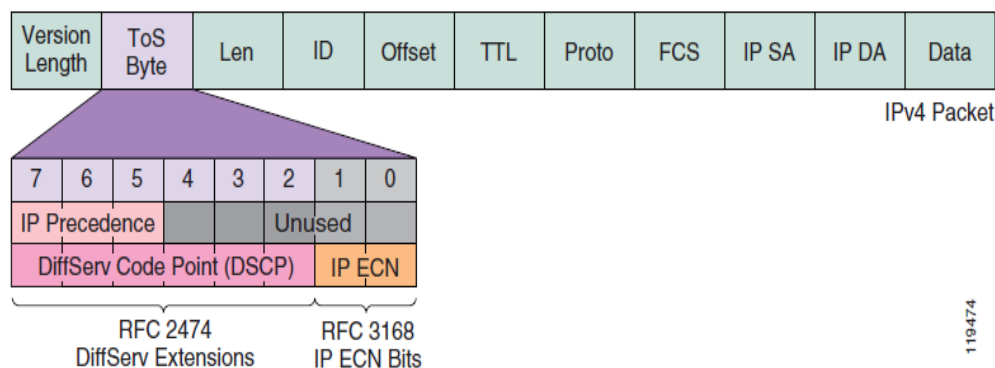 Version Length ToS Byte Len ID Offset TTL Proto FCS IP SA IP DA Data
IPv4 Packet
7 6 5 4 3 2 1 0
IP Precedence Unused
DiffServ Code Point (DSCP) IP ECN
RFC 2474 RFC 3168
DiffServ Extensions IP ECN Bits
119474